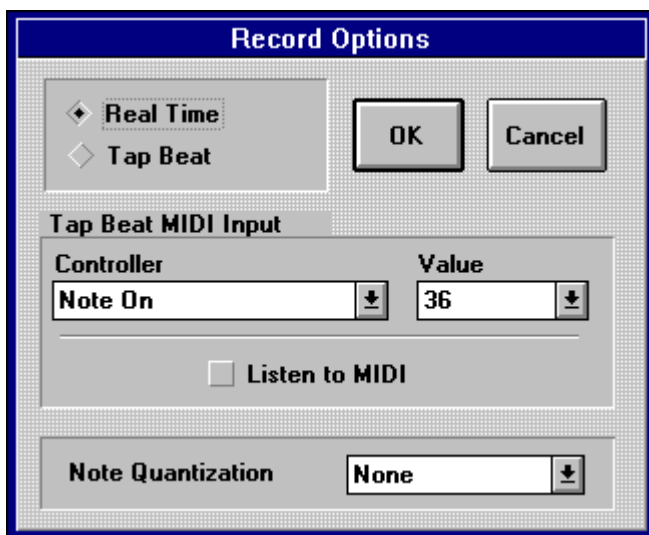 Record Options
Real Time
Tap Beat
OK
Cancel
Tap Beat MIDI Input
Controller
Value
Note On
36
Listen to MIDI
Note Quantization
None